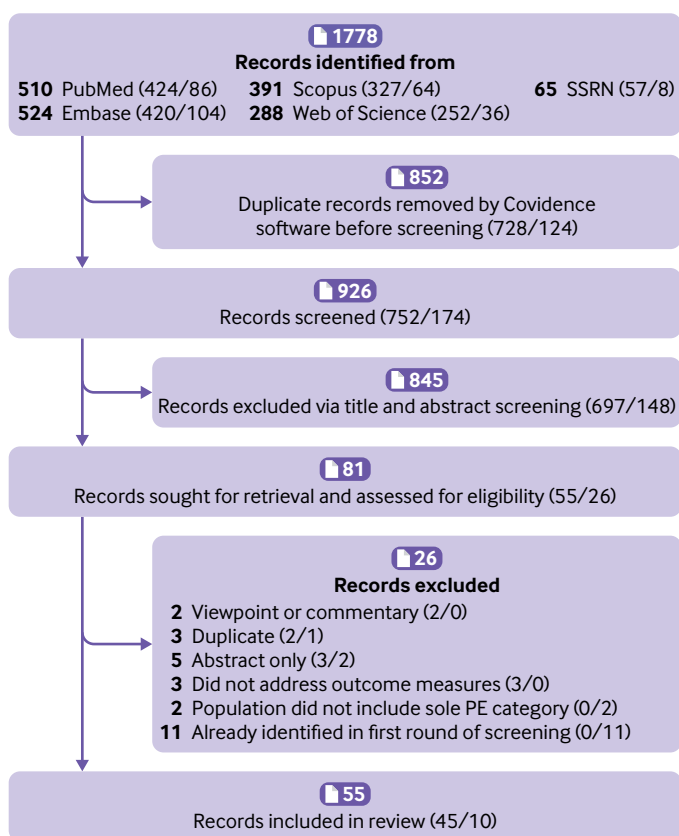 1778
Records identified from
510 PubMed (424/86) 391 Scopus (327/64) 65 SSRN (57/8)
524 Embase (420/104) 288 Web of Science (252/36)
852
Duplicate records removed by Covidence
software before screening (728/124)
926
Records screened (752/174)
845
Records excluded via title and abstract screening (697/148)
81
Records sought for retrieval and assessed for eligibility (55/26)
26
Records excluded
2 Viewpoint or commentary (2/0)
3 Duplicate (2/1)
5 Abstract only (3/2)
3 Did not address outcome measures (3/0)
2 Population did not include sole PE category (0/2)
11 Already identified in first round of screening (0/11)
55
Records included in review (45/10)